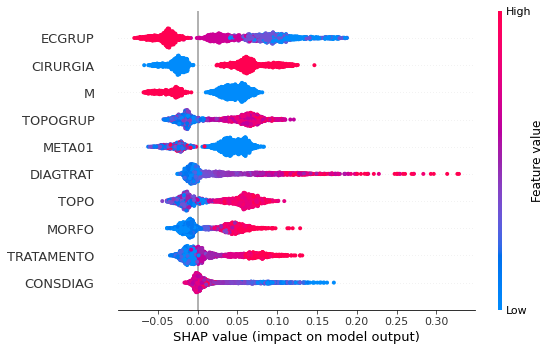 High
ECGRUP
CIRURGIA
M
TOPOGRUP
META01
DIAGTRAT
TOPO
MORFO
TRATAMENTO
CONSDIAG
Feature value
Low
−0.05 0.00 0.05 0.10 0.15 0.20 0.25 0.30
SHAP value (impact on model output)